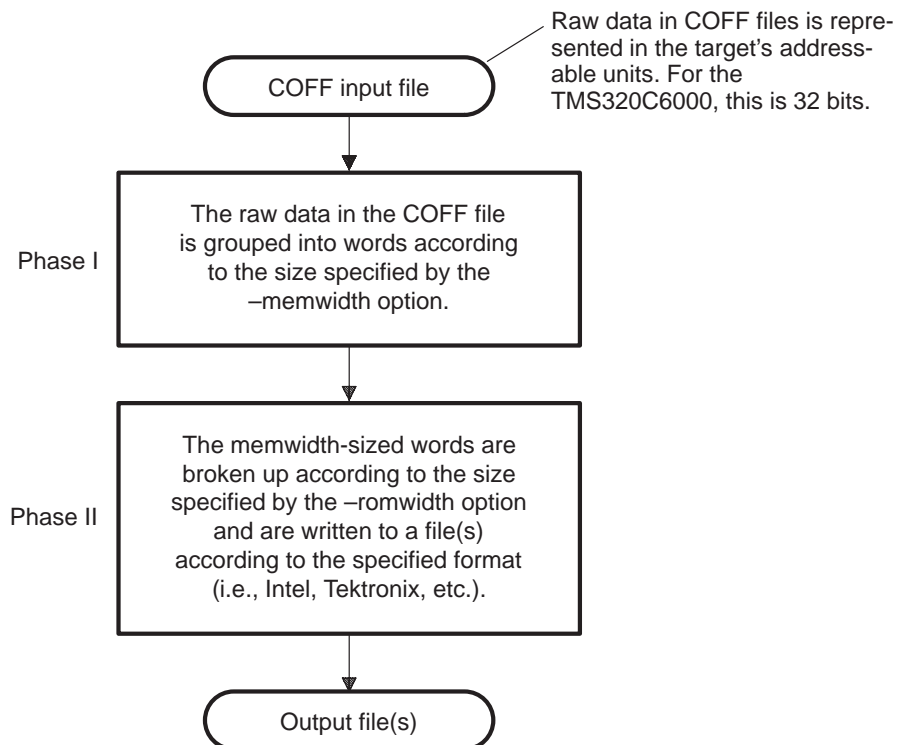 Raw data in COFF files is repre-
sented in the target's address-
able units. For the
TMS320C6000, this is 32 bits.
COFF input file
Phase I
The raw data in the COFF file
is grouped into words according
to the size specified by the
–memwidth option.
Phase II
The memwidth-sized words are
broken up according to the size
specified by the –romwidth option
and are written to a file(s)
according to the specified format
(i.e., Intel, Tektronix, etc.).
Output file(s)